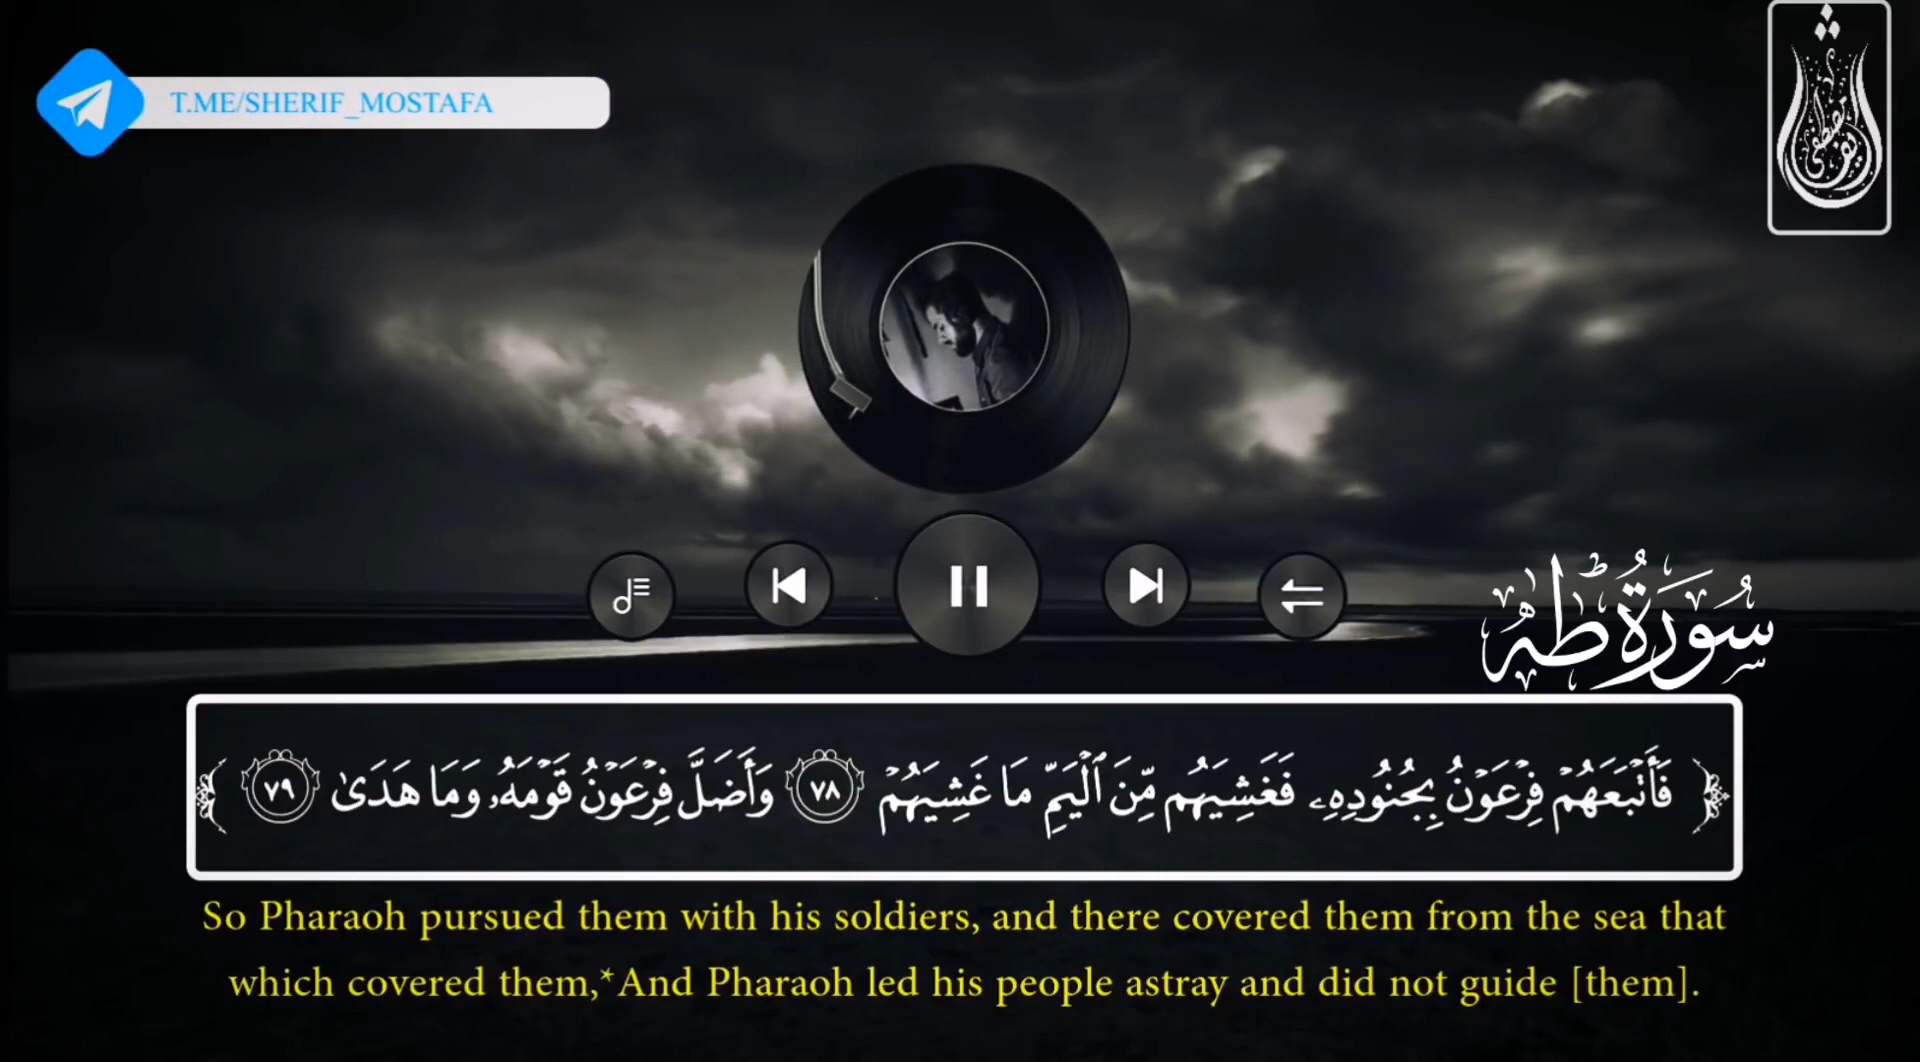 T.ME/SHERIF_MOSTAFA
سُورَةُ طه
﴿ فَأَتْبَعَهُمْ فِرْعَوْنُ بِجُنُودِهِۦ فَغَشِيَهُم مِّنَ ٱلْيَمِّ مَا غَشِيَهُمْ ٧٨ وَأَضَلَّ فِرْعَوْنُ قَوْمَهُۥ وَمَا هَدَىٰ ٧٩ ﴾
So Pharaoh pursued them with his soldiers, and there covered them from the sea that
which covered them,*And Pharaoh led his people astray and did not guide [them].